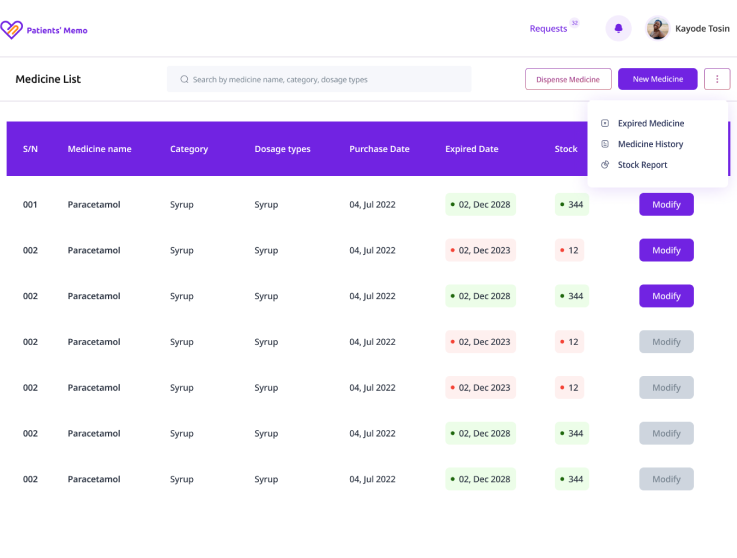 Patients' Memo
Requests 32
Kayode Tosin
Medicine List
Search by medicine name, category, dosage types
Dispense Medicine
New Medicine
Expired Medicine
Medicine History
Stock Report
S/N Medicine name Category Dosage types Purchase Date Expired Date Stock
001 Paracetamol Syrup Syrup 04, Jul 2022 02, Dec 2028 344 Modify
002 Paracetamol Syrup Syrup 04, Jul 2022 02, Dec 2023 12 Modify
002 Paracetamol Syrup Syrup 04, Jul 2022 02, Dec 2028 344 Modify
002 Paracetamol Syrup Syrup 04, Jul 2022 02, Dec 2023 12 Modify
002 Paracetamol Syrup Syrup 04, Jul 2022 02, Dec 2023 12 Modify
002 Paracetamol Syrup Syrup 04, Jul 2022 02, Dec 2028 344 Modify
002 Paracetamol Syrup Syrup 04, Jul 2022 02, Dec 2028 344 Modify